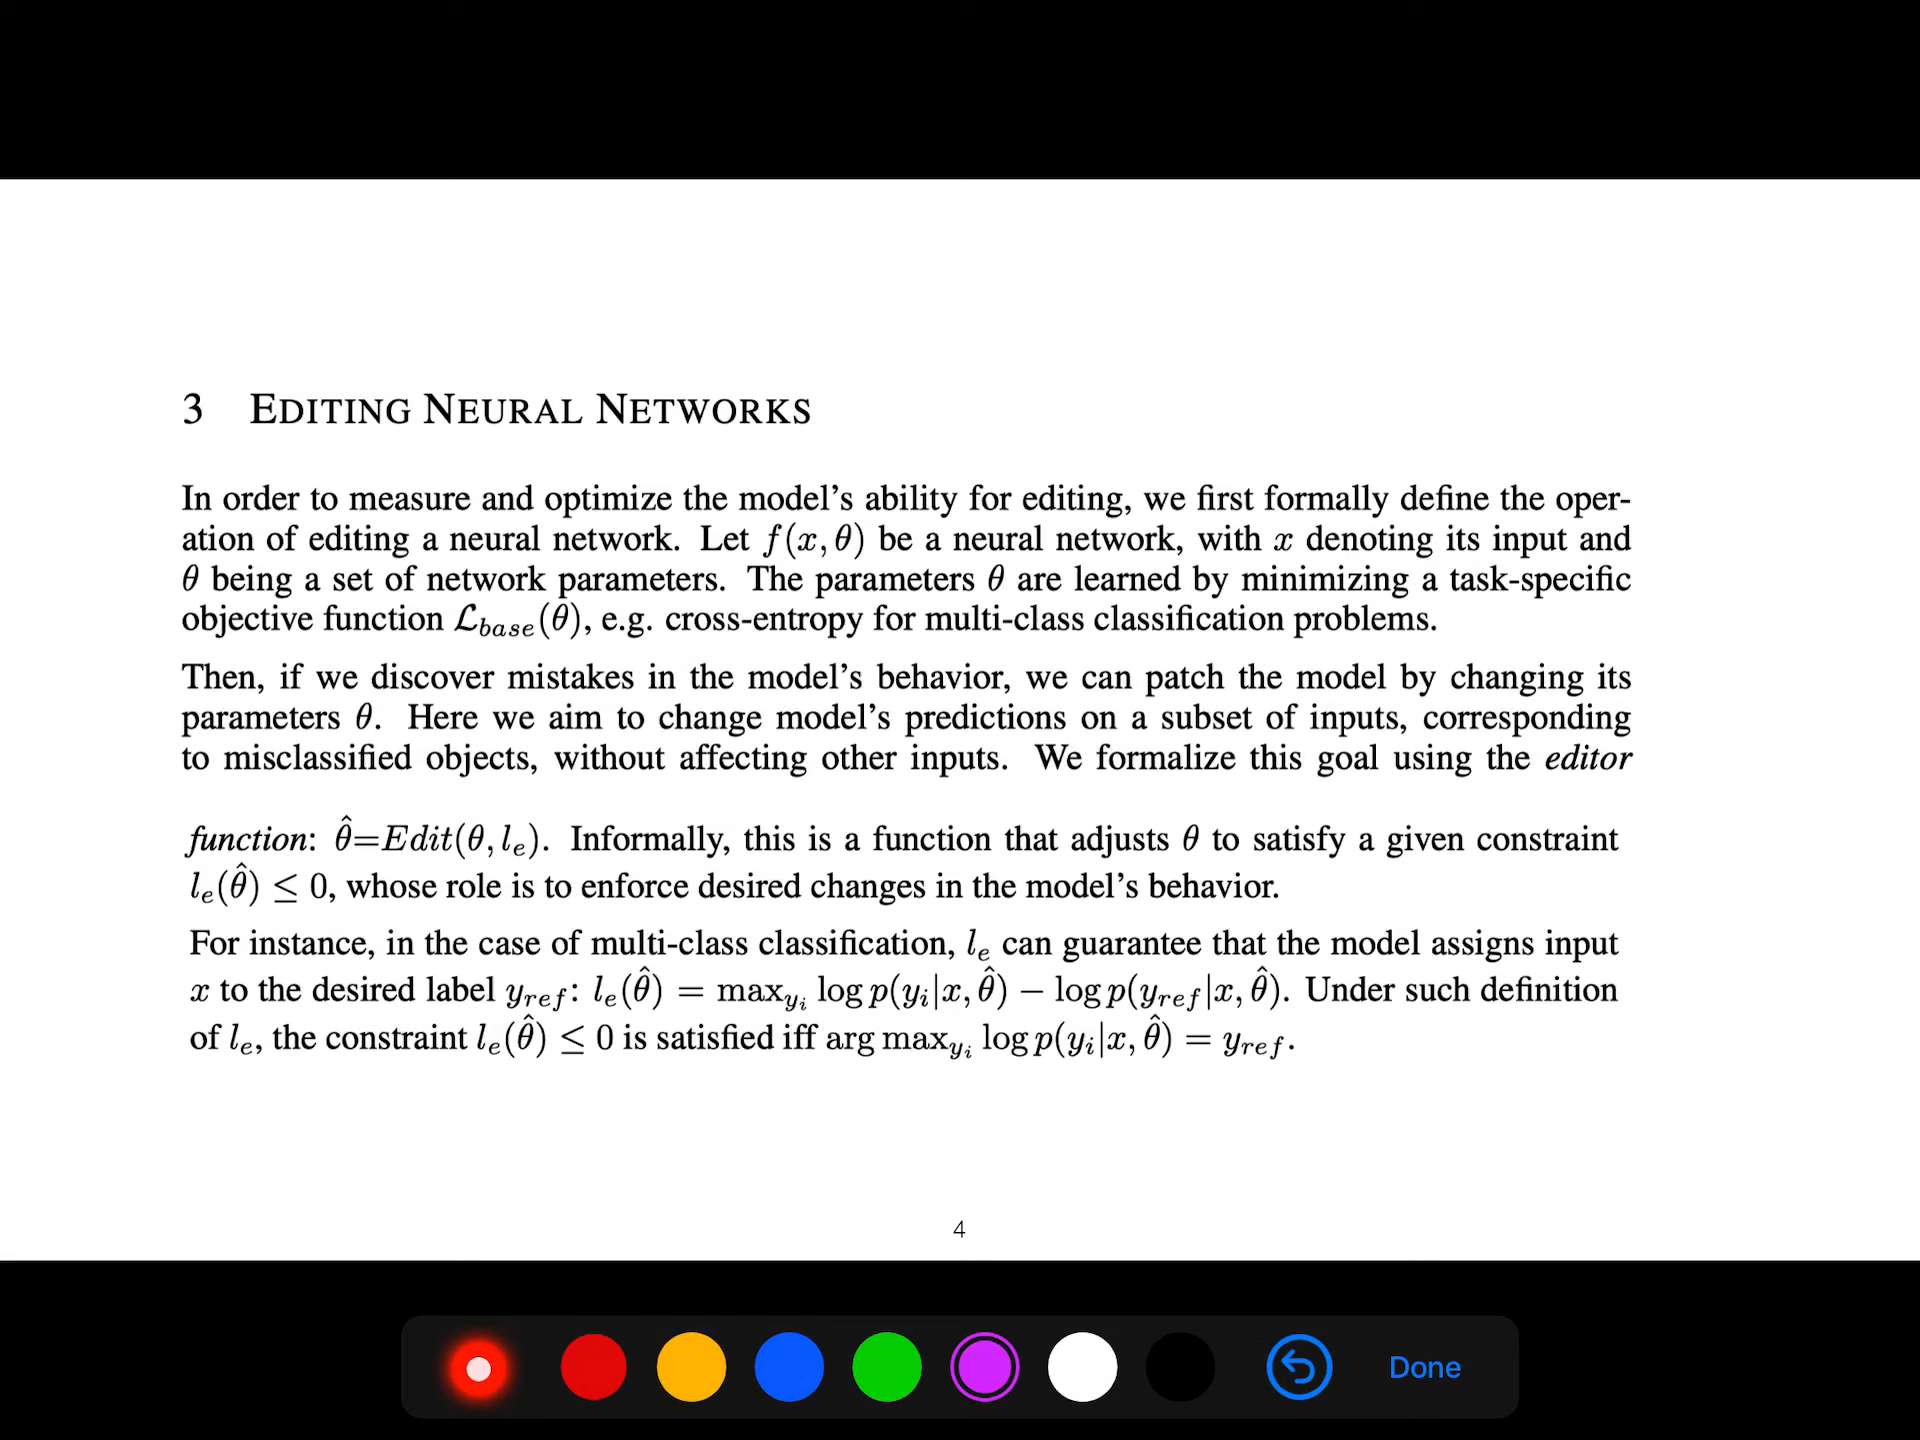 3 EDITING NEURAL NETWORKS
In order to measure and optimize the model's ability for editing, we first formally define the oper-
ation of editing a neural network. Let f(x, θ) be a neural network, with x denoting its input and
θ being a set of network parameters. The parameters θ are learned by minimizing a task-specific
objective function ℒ_base(θ), e.g. cross-entropy for multi-class classification problems.
Then, if we discover mistakes in the model's behavior, we can patch the model by changing its
parameters θ. Here we aim to change model's predictions on a subset of inputs, corresponding
to misclassified objects, without affecting other inputs. We formalize this goal using the editor
function: θ̂=Edit(θ, l_e). Informally, this is a function that adjusts θ to satisfy a given constraint
l_e(θ̂) ≤ 0, whose role is to enforce desired changes in the model's behavior.
For instance, in the case of multi-class classification, l_e can guarantee that the model assigns input
x to the desired label y_ref: l_e(θ̂) = max_{y_i} log p(y_i|x, θ̂) − log p(y_ref|x, θ̂). Under such definition
of l_e, the constraint l_e(θ̂) ≤ 0 is satisfied iff arg max_{y_i} log p(y_i|x, θ̂) = y_ref.
4
Done